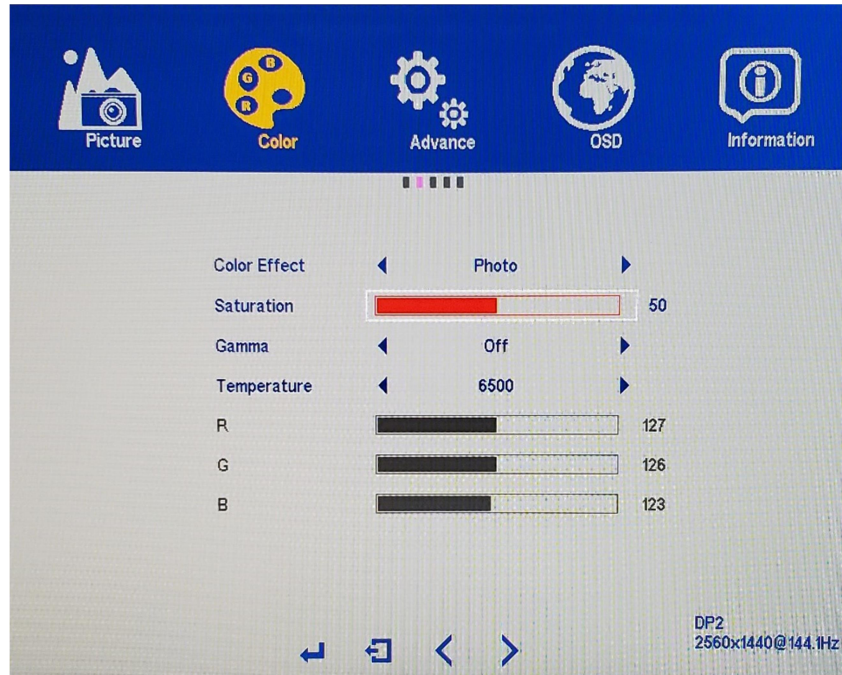 G B R
Picture Color Advance OSD Information
Color Effect Photo
Saturation 50
Gamma Off
Temperature 6500
R 127
G 126
B 123
DP2
2560x1440@144.1Hz